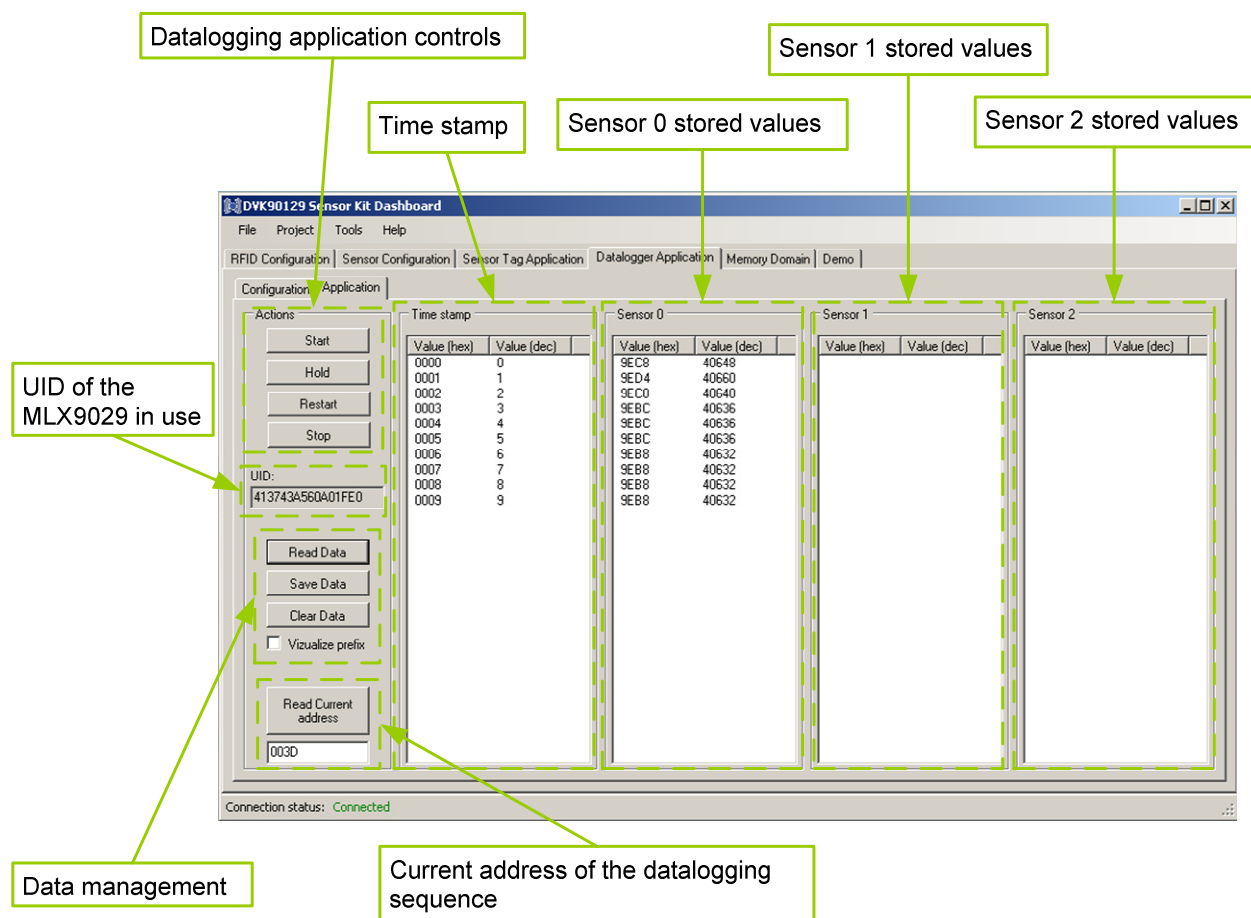 Datalogging application controls
Sensor 1 stored values
Time stamp
Sensor 0 stored values
Sensor 2 stored values
DVK90129 Sensor Kit Dashboard
File Project Tools Help
RFID Configuration Sensor Configuration Sensor Tag Application Datalogger Application Memory Domain Demo
Configuration Application
Actions
Start
Hold
Restart
Stop
UID of the
MLX9029 in use
UID:
413743A560A01FE0
Read Data
Save Data
Clear Data
Vizualize prefix
Read Current
address
003D
Time stamp
Value (hex) Value (dec)
0000 0
0001 1
0002 2
0003 3
0004 4
0005 5
0006 6
0007 7
0008 8
0009 9
Sensor 0
Value (hex) Value (dec)
9EC8 40648
9ED4 40660
9EC0 40640
9EBC 40636
9EBC 40636
9EBC 40636
9EB8 40632
9EB8 40632
9EB8 40632
9EB8 40632
Sensor 1
Value (hex) Value (dec)
Sensor 2
Value (hex) Value (dec)
Connection status: Connected
Data management
Current address of the datalogging
sequence